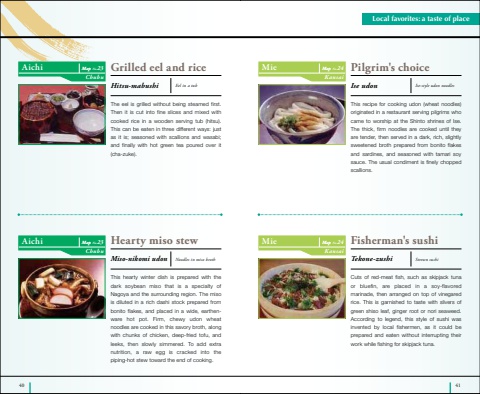 Local favorites: a taste of place
Aichi
Map No.23
Chubu
Grilled eel and rice
Hitsu-mabushi
Eel in a tub
The eel is grilled without being steamed first.
Then it is cut into fine slices and mixed with
cooked rice in a wooden serving tub (hitsu).
This can be eaten in three different ways: just
as it is; seasoned with scallions and wasabi;
and finally with hot green tea poured over it
(cha-zuke).
Mie
Map No.24
Kansai
Pilgrim's choice
Ise udon
Ise-style udon noodles
This recipe for cooking udon (wheat noodles)
originated in a restaurant serving pilgrims who
came to worship at the Shinto shrines of Ise.
The thick, firm noodles are cooked until they
are tender, then served in a dark, rich, slightly
sweetened broth prepared from bonito flakes
and sardines, and seasoned with tamari soy
sauce. The usual condiment is finely chopped
scallions.
Aichi
Map No.23
Chubu
Hearty miso stew
Miso-nikomi udon
Noodles in miso broth
This hearty winter dish is prepared with the
dark soybean miso that is a specialty of
Nagoya and the surrounding region. The miso
is diluted in a rich dashi stock prepared from
bonito flakes, and placed in a wide, earthen-
ware hot pot. Firm, chewy udon wheat
noodles are cooked in this savory broth, along
with chunks of chicken, deep-fried tofu, and
leeks, then slowly simmered. To add extra
nutrition, a raw egg is cracked into the
piping-hot stew toward the end of cooking.
Mie
Map No.24
Kansai
Fisherman's sushi
Tekone-zushi
Strewn sushi
Cuts of red-meat fish, such as skipjack tuna
or bluefin, are placed in a soy-flavored
marinade, then arranged on top of vinegared
rice. This is garnished to taste with slivers of
green shiso leaf, ginger root or nori seaweed.
According to legend, this style of sushi was
invented by local fishermen, as it could be
prepared and eaten without interrupting their
work while fishing for skipjack tuna.
40
41